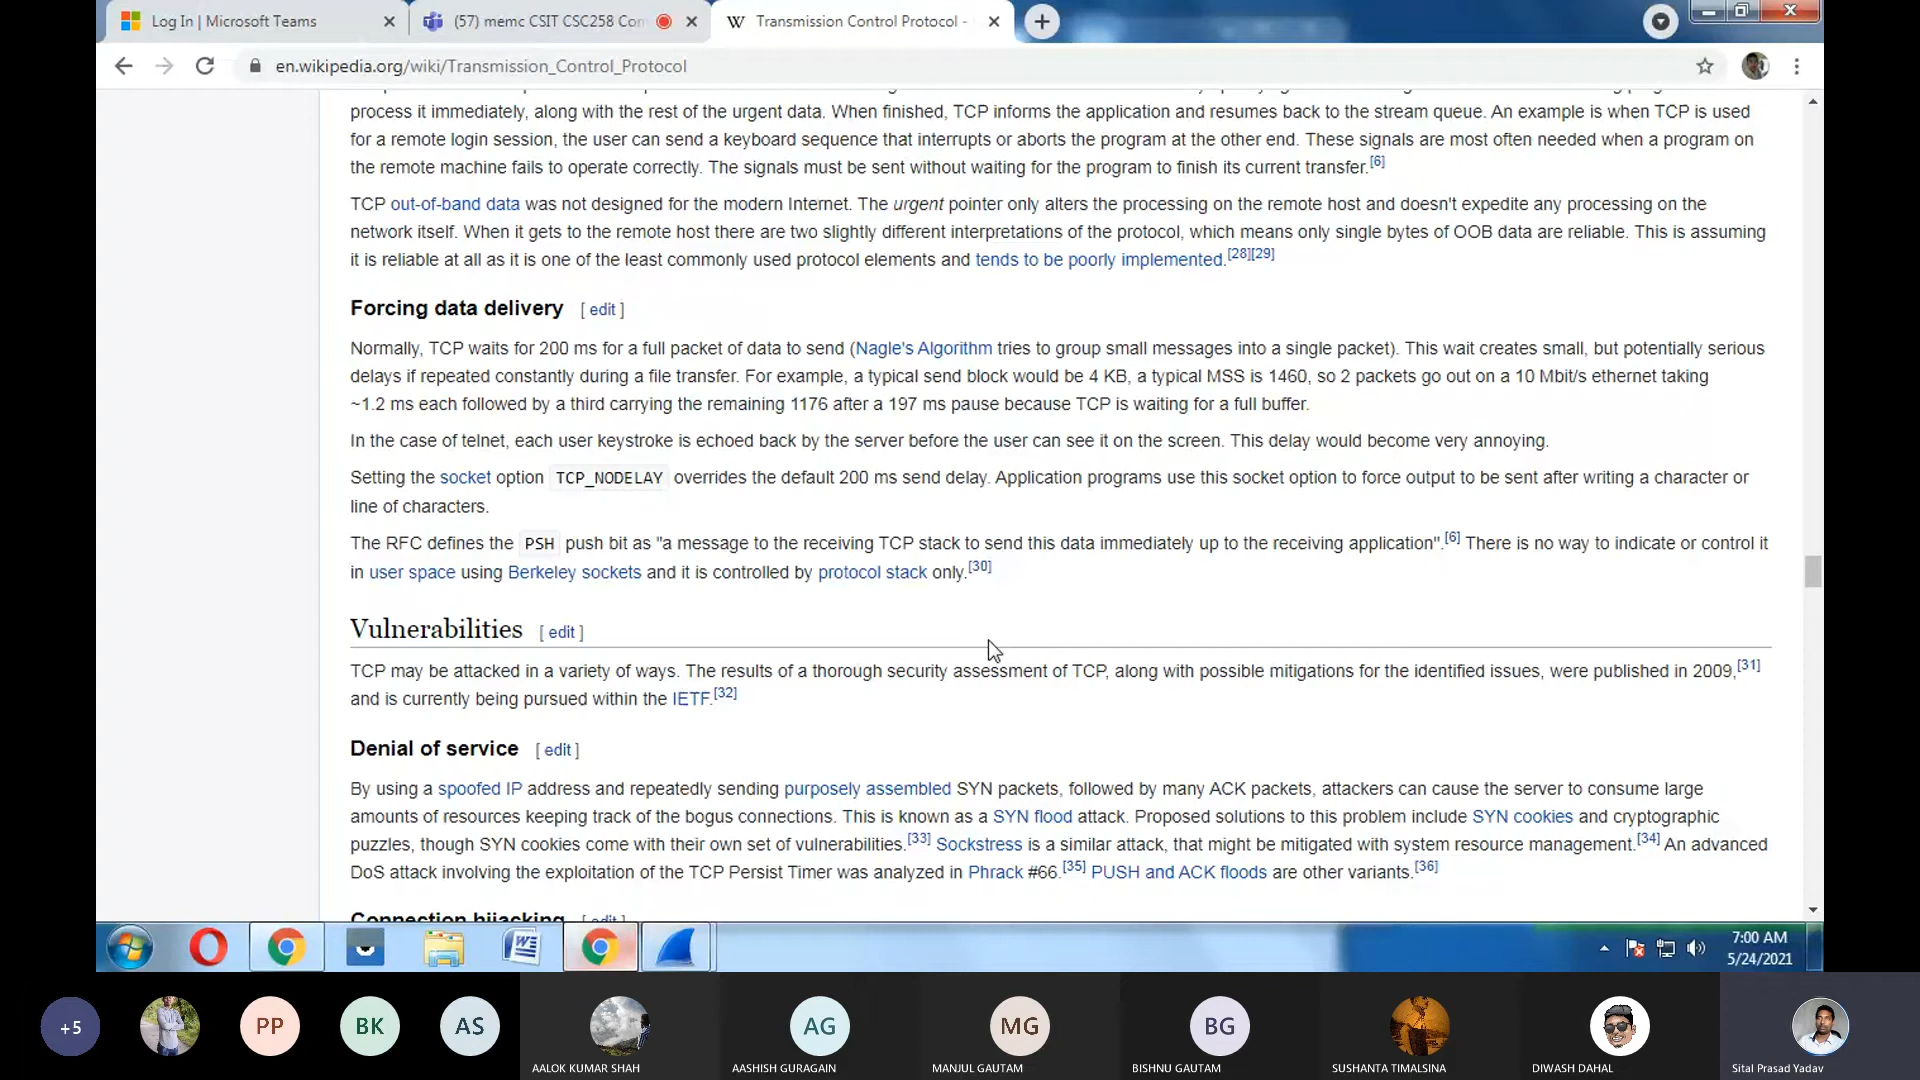 Log In | Microsoft Teams
(57) memc CSIT CSC258 Com
Transmission Control Protocol -
en.wikipedia.org/wiki/Transmission_Control_Protocol
process it immediately, along with the rest of the urgent data. When finished, TCP informs the application and resumes back to the stream queue. An example is when TCP is used
for a remote login session, the user can send a keyboard sequence that interrupts or aborts the program at the other end. These signals are most often needed when a program on
the remote machine fails to operate correctly. The signals must be sent without waiting for the program to finish its current transfer.[6]
TCP out-of-band data was not designed for the modern Internet. The urgent pointer only alters the processing on the remote host and doesn't expedite any processing on the
network itself. When it gets to the remote host there are two slightly different interpretations of the protocol, which means only single bytes of OOB data are reliable. This is assuming
it is reliable at all as it is one of the least commonly used protocol elements and tends to be poorly implemented.[28][29]
Forcing data delivery [ edit ]
Normally, TCP waits for 200 ms for a full packet of data to send (Nagle's Algorithm tries to group small messages into a single packet). This wait creates small, but potentially serious
delays if repeated constantly during a file transfer. For example, a typical send block would be 4 KB, a typical MSS is 1460, so 2 packets go out on a 10 Mbit/s ethernet taking
~1.2 ms each followed by a third carrying the remaining 1176 after a 197 ms pause because TCP is waiting for a full buffer.
In the case of telnet, each user keystroke is echoed back by the server before the user can see it on the screen. This delay would become very annoying.
Setting the socket option TCP_NODELAY overrides the default 200 ms send delay. Application programs use this socket option to force output to be sent after writing a character or
line of characters.
The RFC defines the PSH push bit as "a message to the receiving TCP stack to send this data immediately up to the receiving application".[6] There is no way to indicate or control it
in user space using Berkeley sockets and it is controlled by protocol stack only.[30]
Vulnerabilities [ edit ]
TCP may be attacked in a variety of ways. The results of a thorough security assessment of TCP, along with possible mitigations for the identified issues, were published in 2009,[31]
and is currently being pursued within the IETF.[32]
Denial of service [ edit ]
By using a spoofed IP address and repeatedly sending purposely assembled SYN packets, followed by many ACK packets, attackers can cause the server to consume large
amounts of resources keeping track of the bogus connections. This is known as a SYN flood attack. Proposed solutions to this problem include SYN cookies and cryptographic
puzzles, though SYN cookies come with their own set of vulnerabilities.[33] Sockstress is a similar attack, that might be mitigated with system resource management.[34] An advanced
DoS attack involving the exploitation of the TCP Persist Timer was analyzed in Phrack #66.[35] PUSH and ACK floods are other variants.[36]
Connection hijacking [ edit ]
7:00 AM
5/24/2021
+5
PP
BK
AS
AG
MG
BG
AALOK KUMAR SHAH
AASHISH GURAGAIN
MANJUL GAUTAM
BISHNU GAUTAM
SUSHANTA TIMALSINA
DIWASH DAHAL
Sital Prasad Yadav